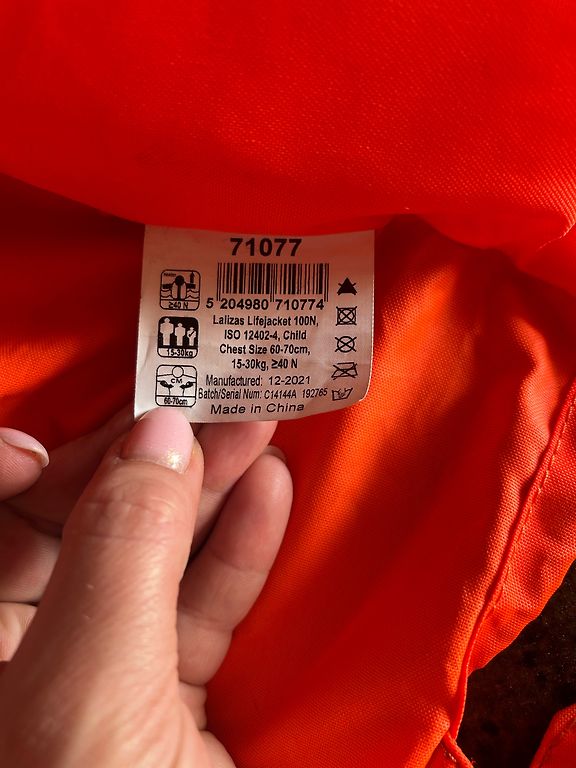 71077
5 204980 710774
≥40 N
Lalizas Lifejacket 100N,
ISO 12402-4, Child
Chest Size 60-70cm,
15-30kg, ≥40 N
15-30kg
CM
60-70cm
Manufactured: 12-2021
Batch/Serial Num: C14144A 192765
Made in China